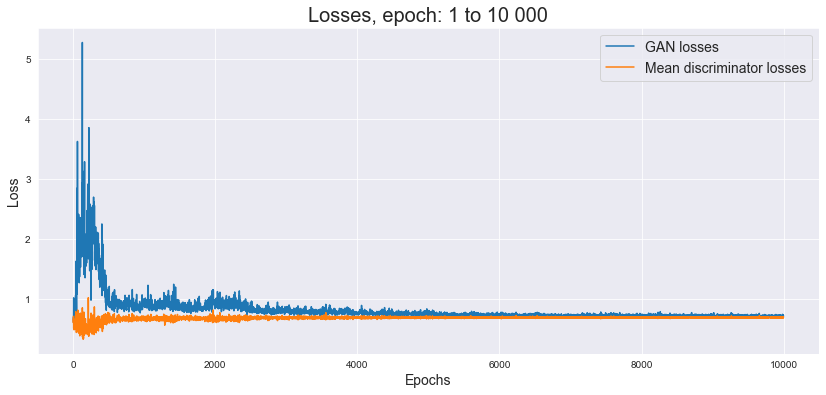 Losses, epoch: 1 to 10 000
GAN losses
Mean discriminator losses
5
4
3
2
1
Loss
0
2000
4000
6000
8000
10000
Epochs